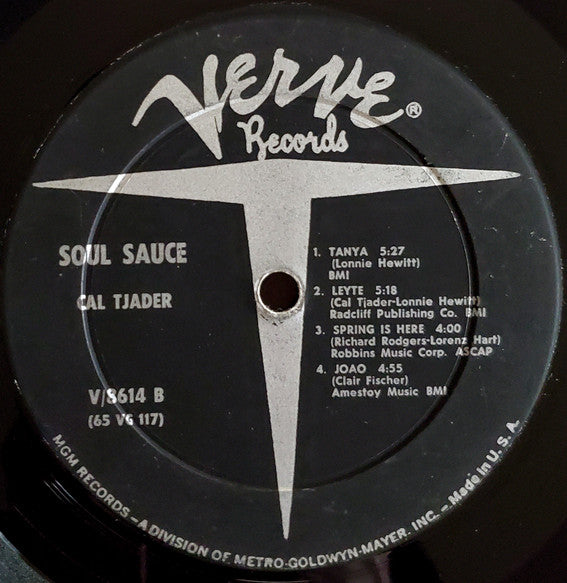 Verve®
Records
SOUL SAUCE
CAL TJADER
V/8614 B
(65 VG 117)
1. TANYA 5:27
(Lonnie Hewitt)
BMI
2. LEYTE 5:18
(Cal Tjader-Lonnie Hewitt)
Radcliff Publishing Co. BMI
3. SPRING IS HERE 4:00
(Richard Rodgers-Lorenz Hart)
Robbins Music Corp. ASCAP
4. JOAO 4:55
(Clair Fischer)
Amestoy Music BMI
MGM RECORDS – A DIVISION OF METRO-GOLDWYN-MAYER, INC. – Made in U. S. A.